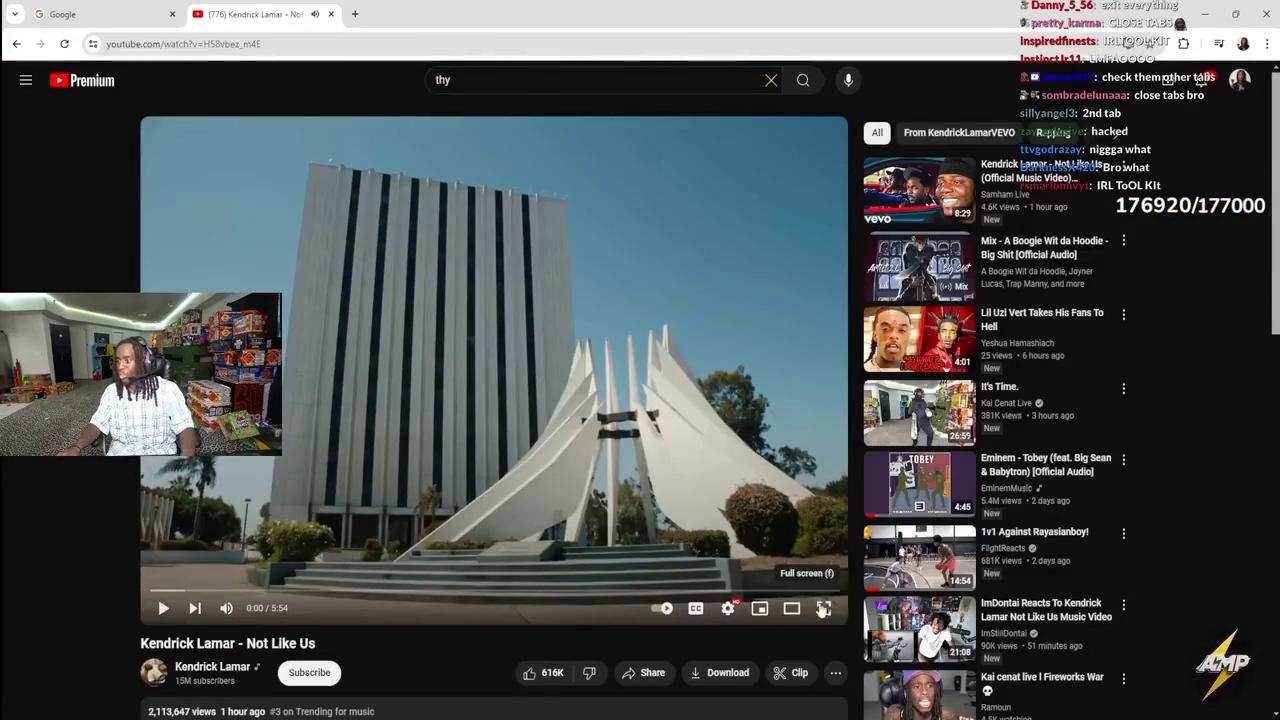 Google
(776) Kendrick Lamar - Not
youtube.com/watch?v=H58vbez_m4E
Premium
thy
Danny_5_56: exit everything
pretty_karma: CLOSE TABS
Inspiredfinests: IRLTOOLKIT
InstinctJr11: LMFAOOOO
check them other tabs
sombradelunaaa: close tabs bro
sillyangel3: 2nd tab
hacked
ttvgodrazay: niggga what
Bro what
IRL ToOL KIt
176920/177000
All
From KendrickLamarVEVO
Kendrick Lamar - Not Like Us
(Official Music Video)...
Samham Live
4.6K views • 1 hour ago
New
vevo
8:29
Mix - A Boogie Wit da Hoodie -
Big Shit [Official Audio]
A Boogie Wit da Hoodie, Joyner
Lucas, Trap Manny, and more
Mix
Lil Uzi Vert Takes His Fans To
Hell
Yeshua Hamashiach
25 views • 6 hours ago
New
4:01
It's Time.
Kai Cenat Live
381K views • 3 hours ago
New
26:59
Eminem - Tobey (feat. Big Sean
& Babytron) [Official Audio]
EminemMusic
5.4M views • 2 days ago
New
TOBEY
4:45
1v1 Against Rayasianboy!
FlightReacts
681K views • 2 days ago
New
14:54
ImDontai Reacts To Kendrick
Lamar Not Like Us Music Video
ImStillDontai
90K views • 51 minutes ago
New
21:08
Kai cenat live l Fireworks War
Ramoun
Full screen (f)
0:00 / 5:54
CC
HD
Kendrick Lamar - Not Like Us
Kendrick Lamar
15M subscribers
Subscribe
616K
Share
Download
Clip
2,113,647 views 1 hour ago #3 on Trending for music
AMP